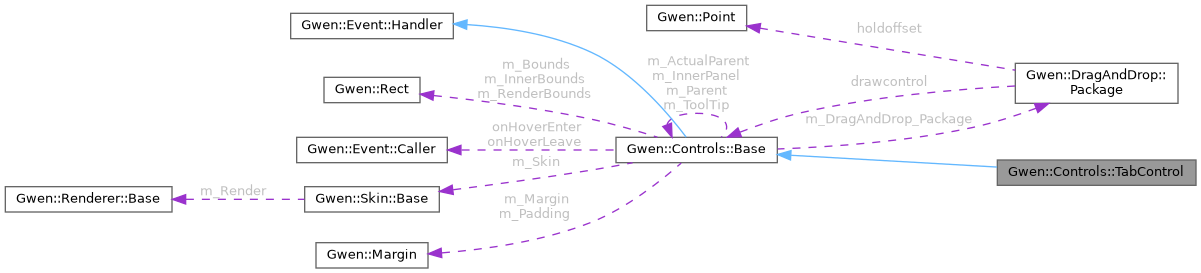 Gwen::Point
Gwen::Event::Handler
holdoffset
m_ActualParent
m_InnerPanel
m_Parent
m_ToolTip
m_Bounds
m_InnerBounds
m_RenderBounds
Gwen::DragAndDrop::
Package
drawcontrol
Gwen::Rect
m_DragAndDrop_Package
onHoverEnter
onHoverLeave
Gwen::Event::Caller
Gwen::Controls::Base
m_Skin
Gwen::Controls::TabControl
m_Render
Gwen::Renderer::Base
Gwen::Skin::Base
m_Margin
m_Padding
Gwen::Margin